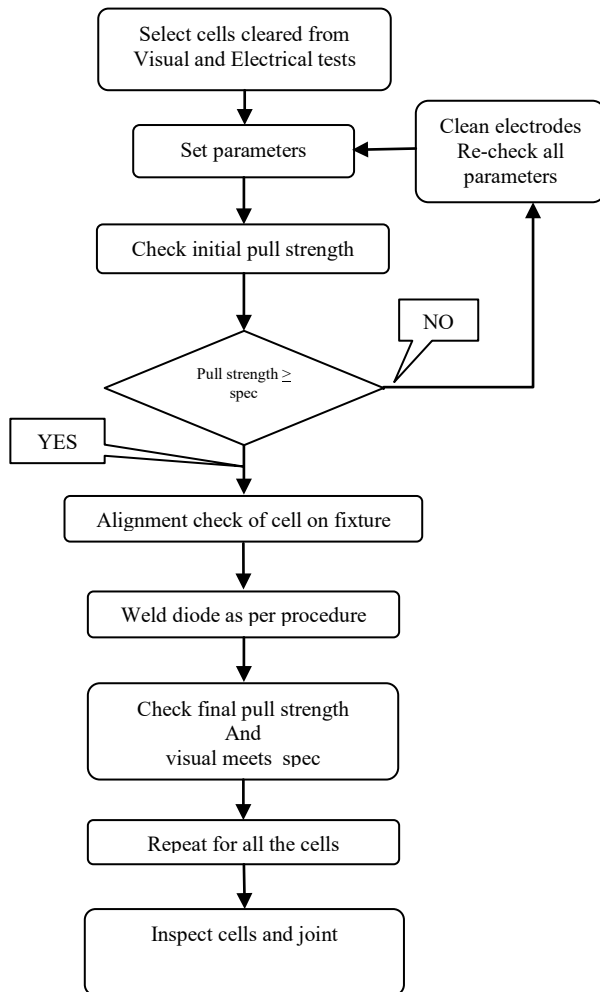 Select cells cleared from
Visual and Electrical tests
Clean electrodes
Re-check all
parameters
Set parameters
Check initial pull strength
NO
Pull strength ≥
spec
YES
Alignment check of cell on fixture
Weld diode as per procedure
Check final pull strength
And
visual meets spec
Repeat for all the cells
Inspect cells and joint